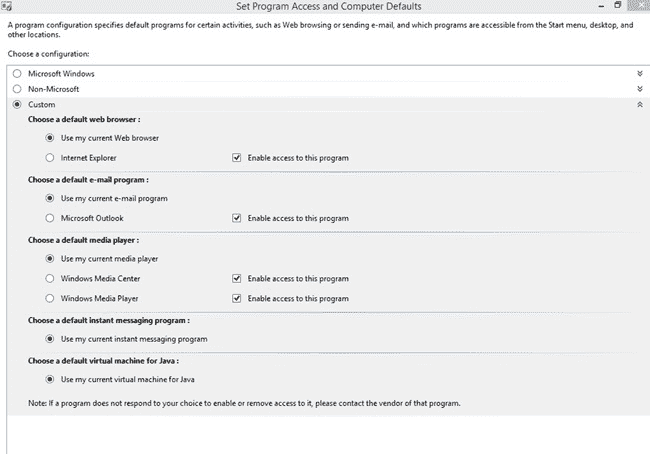 Set Program Access and Computer Defaults
A program configuration specifies default programs for certain activities, such as Web browsing or sending e-mail, and which programs are accessible from the Start menu, desktop, and
other locations.
Choose a configuration:
Microsoft Windows
Non-Microsoft
Custom
Choose a default web browser :
Use my current Web browser
Internet Explorer Enable access to this program
Choose a default e-mail program :
Use my current e-mail program
Microsoft Outlook Enable access to this program
Choose a default media player :
Use my current media player
Windows Media Center Enable access to this program
Windows Media Player Enable access to this program
Choose a default instant messaging program :
Use my current instant messaging program
Choose a default virtual machine for Java :
Use my current virtual machine for Java
Note: If a program does not respond to your choice to enable or remove access to it, please contact the vendor of that program.